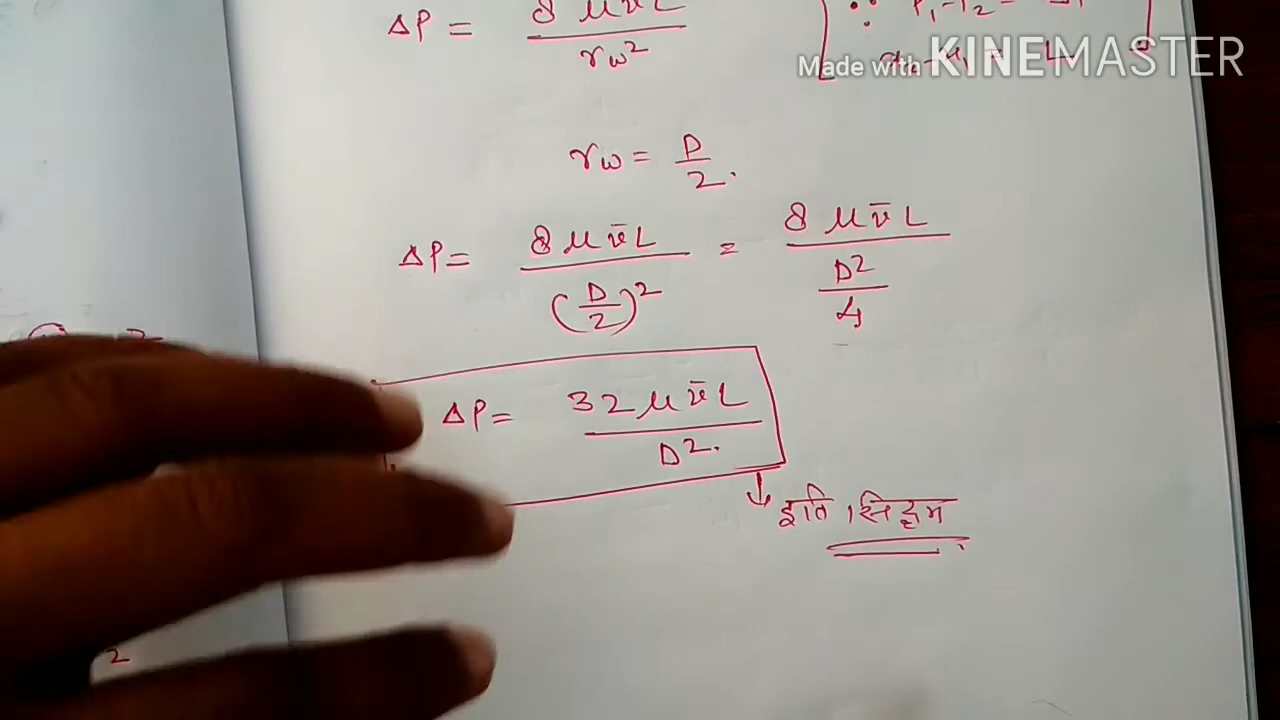 ΔP = 8 μ v̄ L / rw²
Made with KINEMASTER
rw = D/2.
ΔP = 8 μ v̄ L / (D/2)² = 8 μ v̄ L / (D²/4)
ΔP = 32 μ v̄ L / D².
↓ इति सिद्धम
2